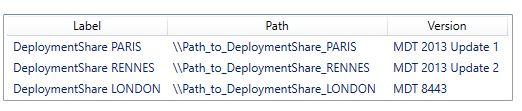 Label Path Version
DeploymentShare PARIS \\Path_to_DeploymentShare_PARIS MDT 2013 Update 1
DeploymentShare RENNES \\Path_to_DeploymentShare_RENNES MDT 2013 Update 2
DeploymentShare LONDON \\Path_to_DeploymentShare_LONDON MDT 8443